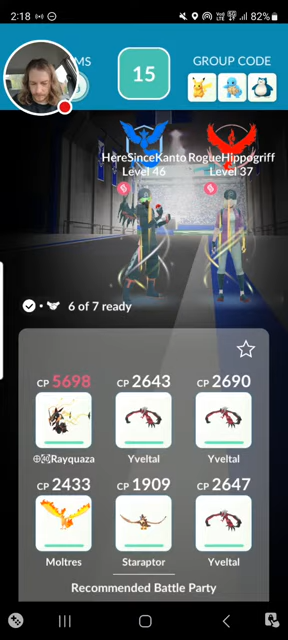 2:18
82%
MS
15
GROUP CODE
HereSinceKanto RogueHippogriff
Level 46 Level 37
6 of 7 ready
CP 5698 CP 2643 CP 2690
Rayquaza Yveltal Yveltal
CP 2433 CP 1909 CP 2647
Moltres Staraptor Yveltal
Recommended Battle Party